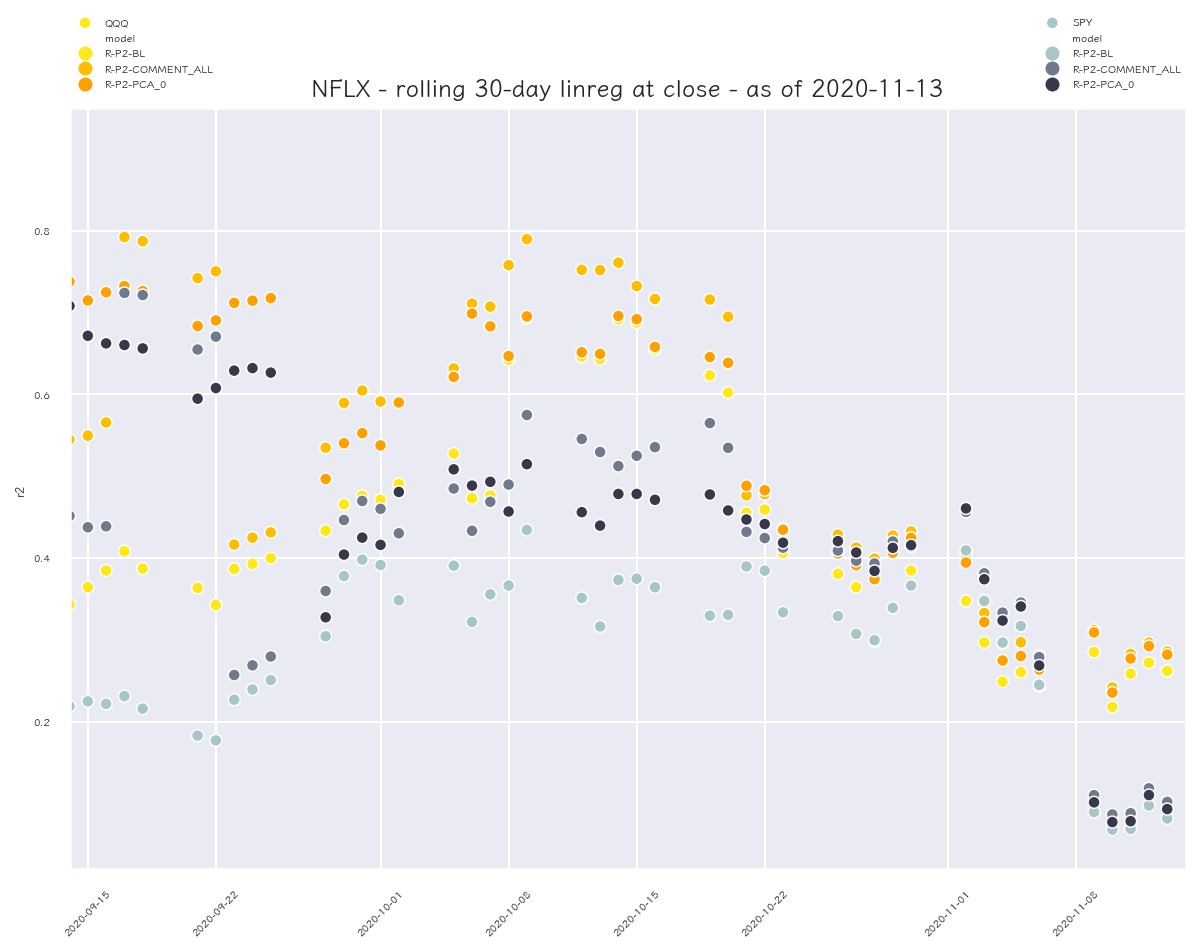 QQQ
model
R-P2-BL
R-P2-COMMENT_ALL
R-P2-PCA_0
SPY
model
R-P2-BL
R-P2-COMMENT_ALL
R-P2-PCA_0
NFLX - rolling 30-day linreg at close - as of 2020-11-13
r2
0.8
0.6
0.4
0.2
2020-09-15
2020-09-22
2020-10-01
2020-10-08
2020-10-15
2020-10-22
2020-11-01
2020-11-08